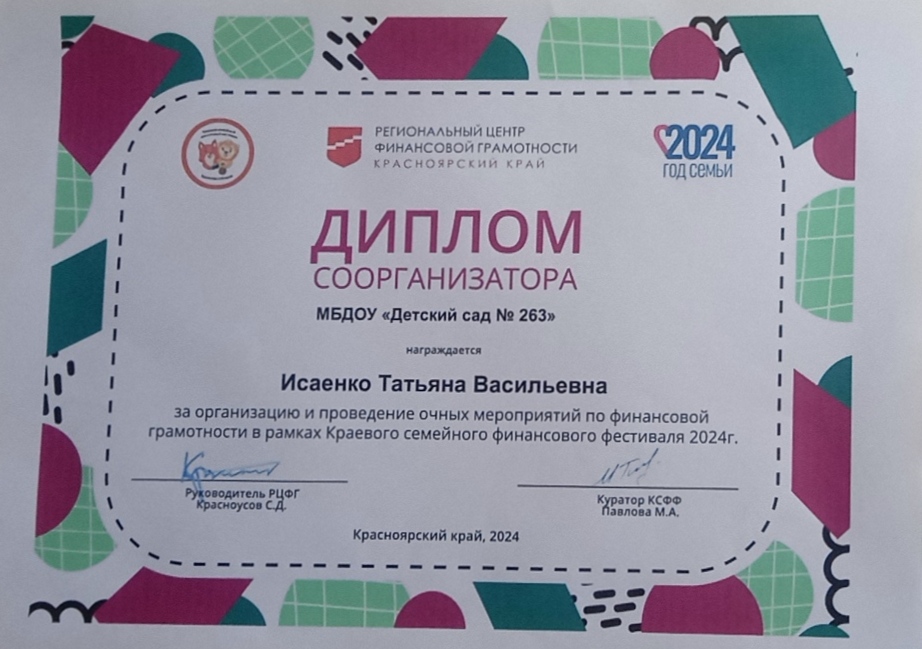 РЕГИОНАЛЬНЫЙ ЦЕНТР
ФИНАНСОВОЙ ГРАМОТНОСТИ
КРАСНОЯРСКИЙ КРАЙ
2024
ГОД СЕМЬИ
ДИПЛОМ
СООРГАНИЗАТОРА
МБДОУ «Детский сад № 263»
награждается
Исаенко Татьяна Васильевна
за организацию и проведение очных мероприятий по финансовой
грамотности в рамках Краевого семейного финансового фестиваля 2024г.
Руководитель РЦФГ
Красноусов С.Д.
Куратор КСФФ
Павлова М.А.
Красноярский край, 2024